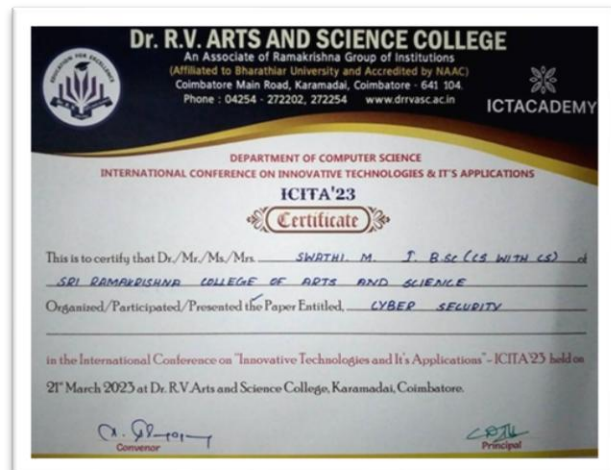 Dr. R.V. ARTS AND SCIENCE COLLEGE
An Associate of Ramakrishna Group of Institutions
(Affiliated to Bharathiar University and Accredited by NAAC)
Coimbatore Main Road, Karamadai, Coimbatore - 641 104.
Phone : 04254 - 272202, 272254 www.drrvasc.ac.in
EDUCATION FOR EXCELLENCE
ICTACADEMY
DEPARTMENT OF COMPUTER SCIENCE
INTERNATIONAL CONFERENCE ON INNOVATIVE TECHNOLOGIES & IT'S APPLICATIONS
ICITA'23
Certificate
This is to certify that Dr./Mr./Ms./Mrs. SWATHI. M. I. B.Sc (CS WITH CS) of
SRI RAMAKRISHNA COLLEGE OF ARTS AND SCIENCE
Organized/Participated/Presented the Paper Entitled, CYBER SECURITY
in the International Conference on "Innovative Technologies and It's Applications" - ICITA'23 held on
21st March 2023 at Dr. R.V.Arts and Science College, Karamadai, Coimbatore.
Convenor
Principal